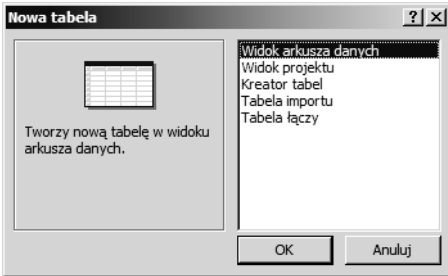 Nowa tabela
Tworzy nową tabelę w widoku
arkusza danych.
Widok arkusza danych
Widok projektu
Kreator tabel
Tabela importu
Tabela łączy
OK
Anuluj